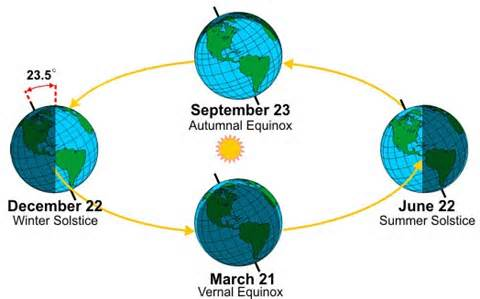 23.5°
September 23
Autumnal Equinox
December 22
Winter Solstice
June 22
Summer Solstice
March 21
Vernal Equinox